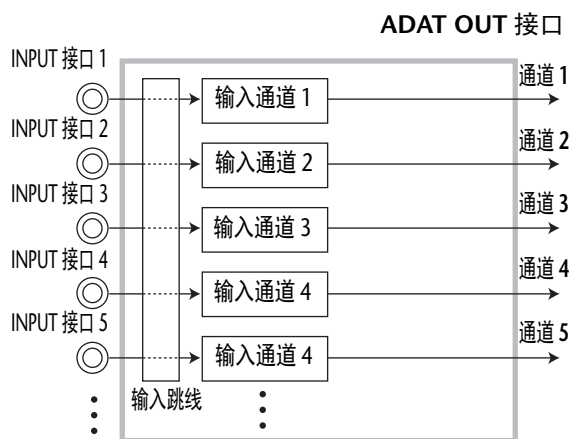 ADAT OUT 接口
INPUT 接口 1
通道 1
输入通道 1
INPUT 接口 2
通道 2
输入通道 2
INPUT 接口 3
通道 3
输入通道 3
INPUT 接口 4
通道 4
输入通道 4
INPUT 接口 5
通道 5
输入通道 4
输入跳线